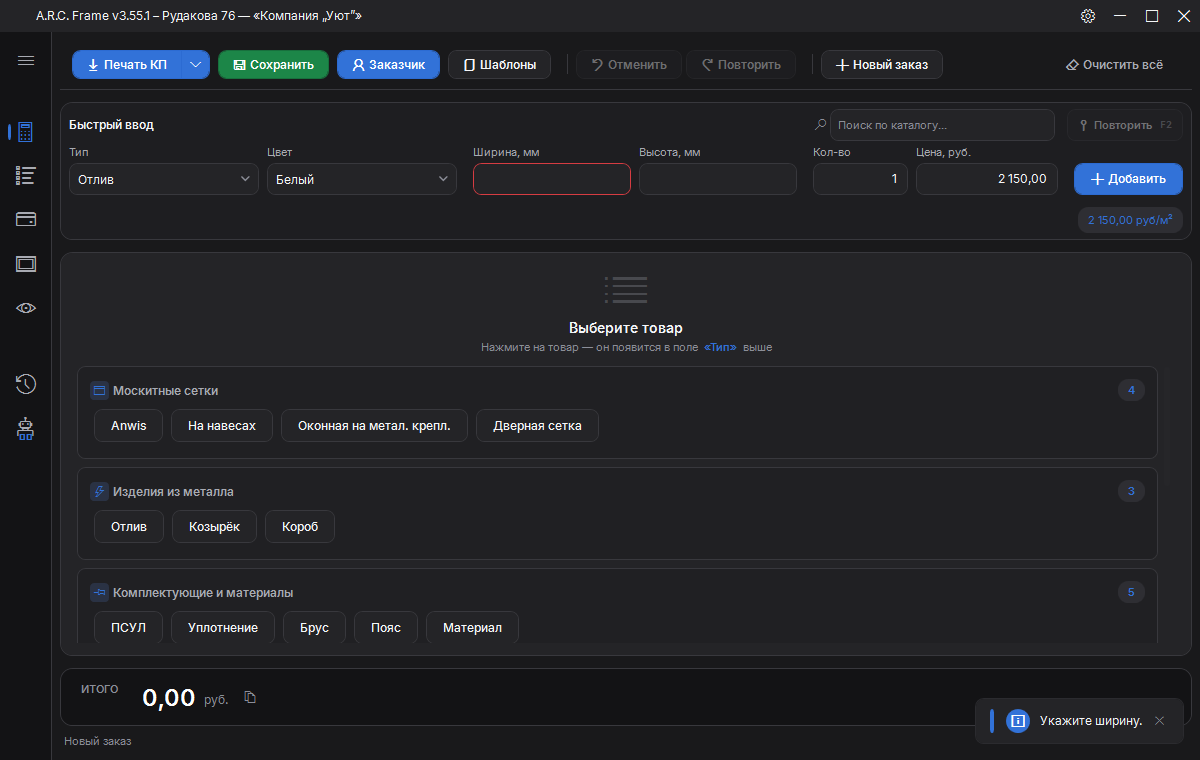 A.R.C. Frame v3.55.1 – Рудакова 76 — «Компания „Уют"»
Печать КП Сохранить Заказчик Шаблоны Отменить Повторить Новый заказ Очистить всё
Быстрый ввод Поиск по каталогу... Повторить F2
Тип Цвет Ширина, мм Высота, мм Кол-во Цена, руб.
Отлив Белый 1 2 150,00 Добавить
2 150,00 руб/м²
Выберите товар
Нажмите на товар — он появится в поле «Тип» выше
Москитные сетки 4
Anwis На навесах Оконная на метал. крепл. Дверная сетка
Изделия из металла 3
Отлив Козырёк Короб
Комплектующие и материалы 5
ПСУЛ Уплотнение Брус Пояс Материал
ИТОГО 0,00 руб.
Укажите ширину.
Новый заказ